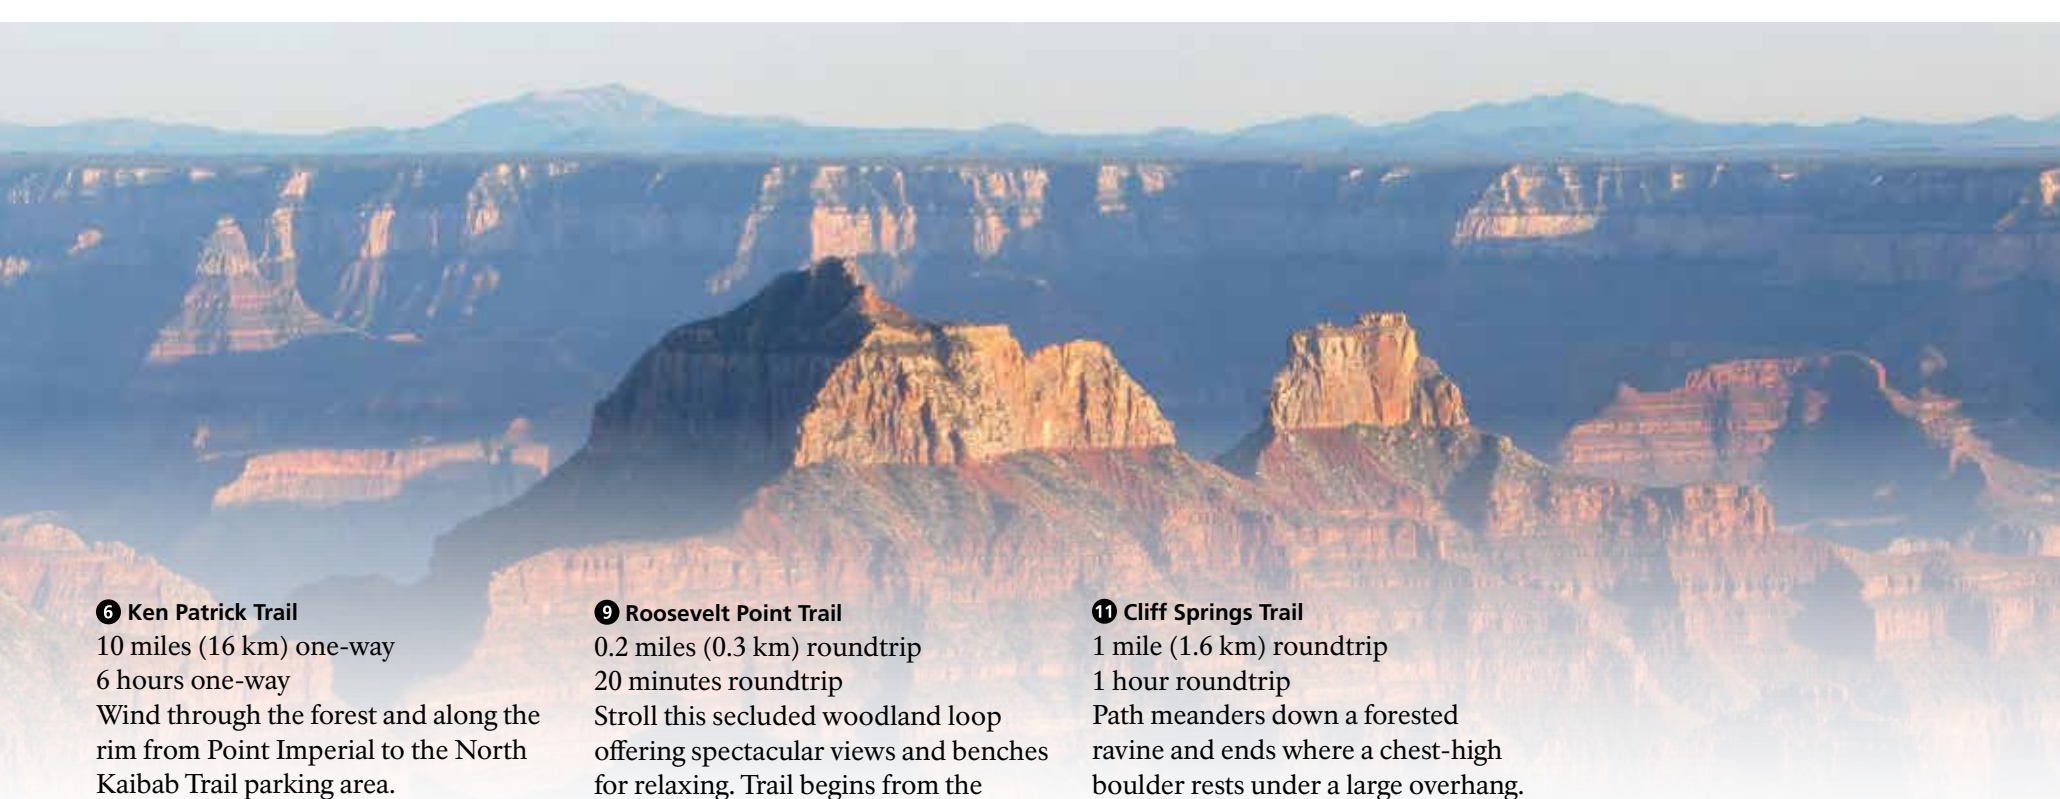 6 Ken Patrick Trail
10 miles (16 km) one-way
6 hours one-way
Wind through the forest and along the
rim from Point Imperial to the North
Kaibab Trail parking area.
9 Roosevelt Point Trail
0.2 miles (0.3 km) roundtrip
20 minutes roundtrip
Stroll this secluded woodland loop
offering spectacular views and benches
for relaxing. Trail begins from the
11 Cliff Springs Trail
1 mile (1.6 km) roundtrip
1 hour roundtrip
Path meanders down a forested
ravine and ends where a chest-high
boulder rests under a large overhang.